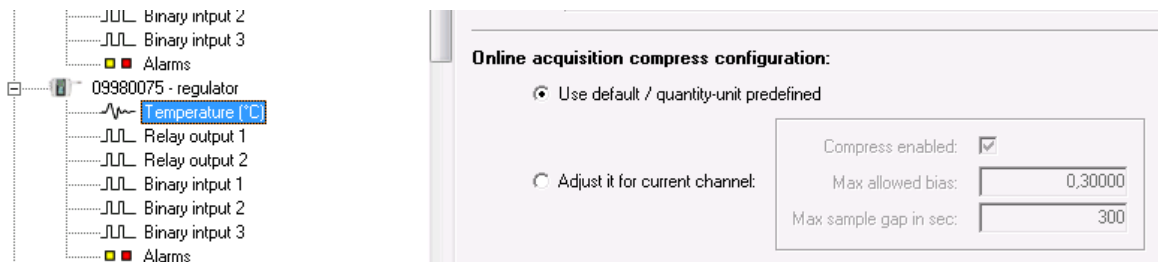 Binary intput 2
Binary intput 3
Alarms
09980075 - regulator
Temperature (°C)
Relay output 1
Relay output 2
Binary intput 1
Binary intput 2
Binary intput 3
Alarms
Online acquisition compress configuration:
Use default / quantity-unit predefined
Adjust it for current channel:
Compress enabled:
Max allowed bias: 0,30000
Max sample gap in sec: 300